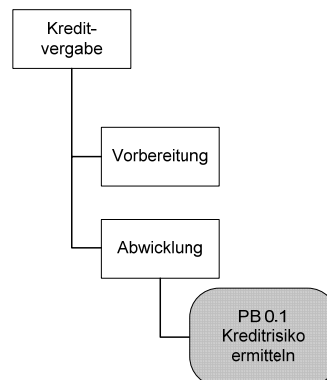 Kredit-
vergabe
Vorbereitung
Abwicklung
PB 0.1
Kreditrisiko
ermitteln